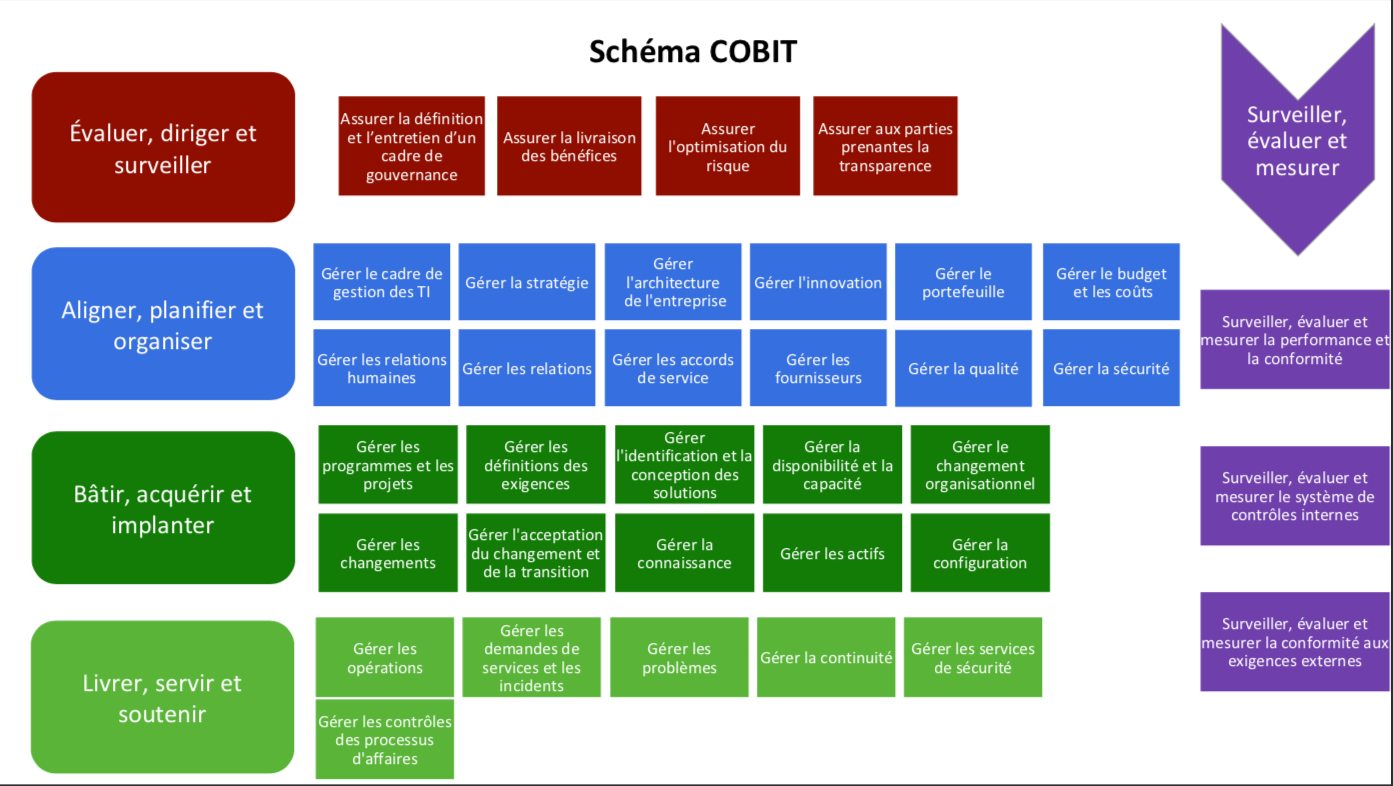 Schéma COBIT
Évaluer, diriger et
surveiller
Assurer la définition
et l’entretien d’un
cadre de
gouvernance
Assurer la livraison
des bénéfices
Assurer
l'optimisation du
risque
Assurer aux parties
prenantes la
transparence
Surveiller,
évaluer et
mesurer
Aligner, planifier et
organiser
Gérer le cadre de
gestion des TI
Gérer la stratégie
Gérer
l'architecture
de l'entreprise
Gérer l'innovation
Gérer le
portefeuille
Gérer le budget
et les coûts
Gérer les relations
humaines
Gérer les relations
Gérer les accords
de service
Gérer les
fournisseurs
Gérer la qualité
Gérer la sécurité
Surveiller, évaluer et
mesurer la performance et
la conformité
Bâtir, acquérir et
implanter
Gérer les
programmes et les
projets
Gérer les
définitions des
exigences
Gérer
l'identification et la
conception des
solutions
Gérer la
disponibilité et la
capacité
Gérer le
changement
organisationnel
Gérer les
changements
Gérer l'acceptation
du changement et
de la transition
Gérer la
connaissance
Gérer les actifs
Gérer la
configuration
Surveiller, évaluer et
mesurer le système de
contrôles internes
Livrer, servir et
soutenir
Gérer les
opérations
Gérer les
demandes de
services et les
incidents
Gérer les
problèmes
Gérer la continuité
Gérer les services
de sécurité
Gérer les contrôles
des processus
d'affaires
Surveiller, évaluer et
mesurer la conformité aux
exigences externes